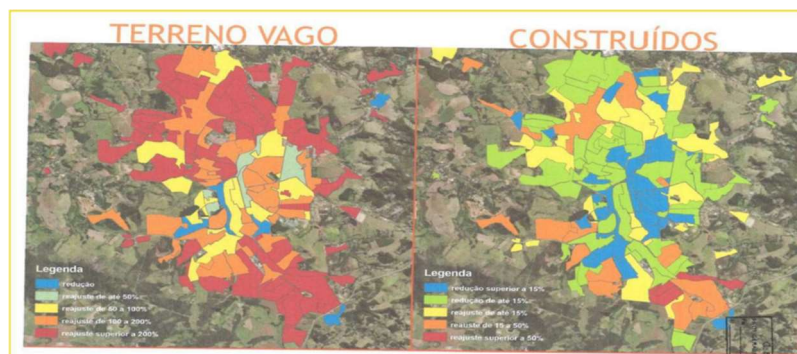 TERRENO VAGO
Legenda
redução
reajuste de até 50%
reajuste de 60 a 100%
reajuste de 100 a 200%
reajuste superior a 200%
CONSTRUÍDOS
Legenda
redução superior a 15%
redução de até 15%
reajuste de até 15%
reajuste de 15 a 50%
reajuste superior a 50%